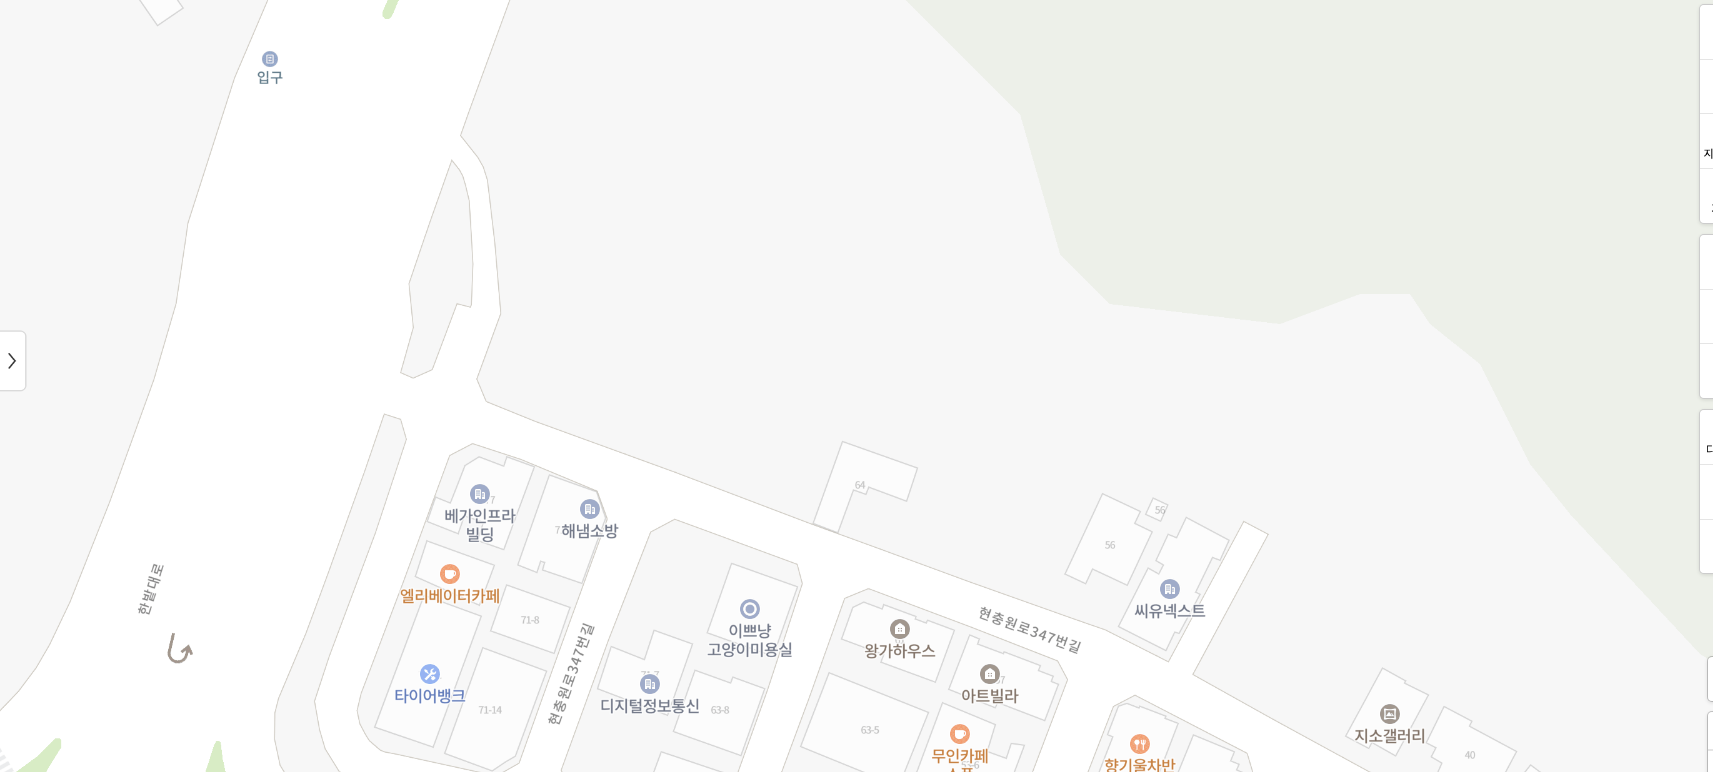 입구
지
64
56
베가인프라
빌딩
해냄소방
56
한밭대로
엘리베이터카페
씨유넥스트
71-8
이쁘냥
고양이미용실
현충원로347번길
현충원로347번길
왕가하우스
타이어뱅크
디지털정보통신
아트빌라
71-14
63-8
63-5
지소갤러리
무인카페
40
향기울차반